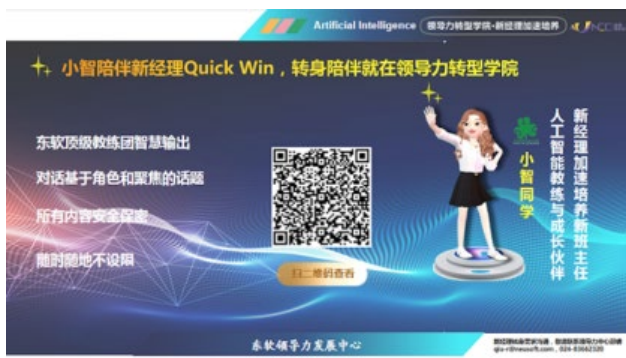 Artificial Intelligence
领导力转型学院·新经理加速培养
小智陪伴新经理Quick Win，转身陪伴就在领导力转型学院
东软顶级教练团智慧输出
对话基于角色和聚焦的话题
所有内容安全保密
随时随地不设限
扫二维码查看
小智同学
人工智能教练与成长伙伴
新经理加速培养新班主任
东软领导力发展中心
024-83662320